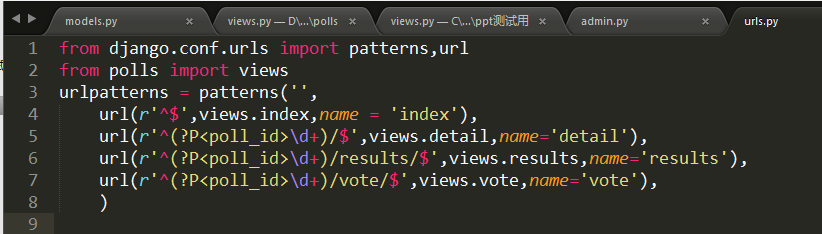 models.py × views.py — D\...\polls × views.py — C\...\ppt测试用 × admin.py × urls.py
1 from django.conf.urls import patterns,url
2 from polls import views
3 urlpatterns = patterns('',
4 url(r'^$',views.index,name = 'index'),
5 url(r'^(?P<poll_id>\d+)/$',views.detail,name='detail'),
6 url(r'^(?P<poll_id>\d+)/results/$',views.results,name='results'),
7 url(r'^(?P<poll_id>\d+)/vote/$',views.vote,name='vote'),
8 )
9